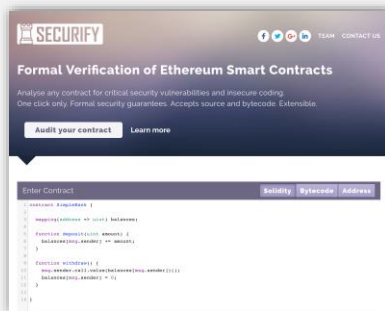 SECURIFY
TEAM CONTACT US
Formal Verification of Ethereum Smart Contracts
Analyse any contract for critical security vulnerabilities and insecure coding.
One click only. Formal security guarantees. Accepts source and bytecode. Extensible.
Audit your contract Learn more
Enter Contract Solidity Bytecode Address
1 contract SimpleBank {
2
3 mapping(address => uint) balances;
4
5 function deposit(uint amount) {
6 balances[msg.sender] += amount;
7 }
8
9 function withdraw() {
10 msg.sender.call.value(balances[msg.sender])();
11 balances[msg.sender] = 0;
12 }
13
14 }